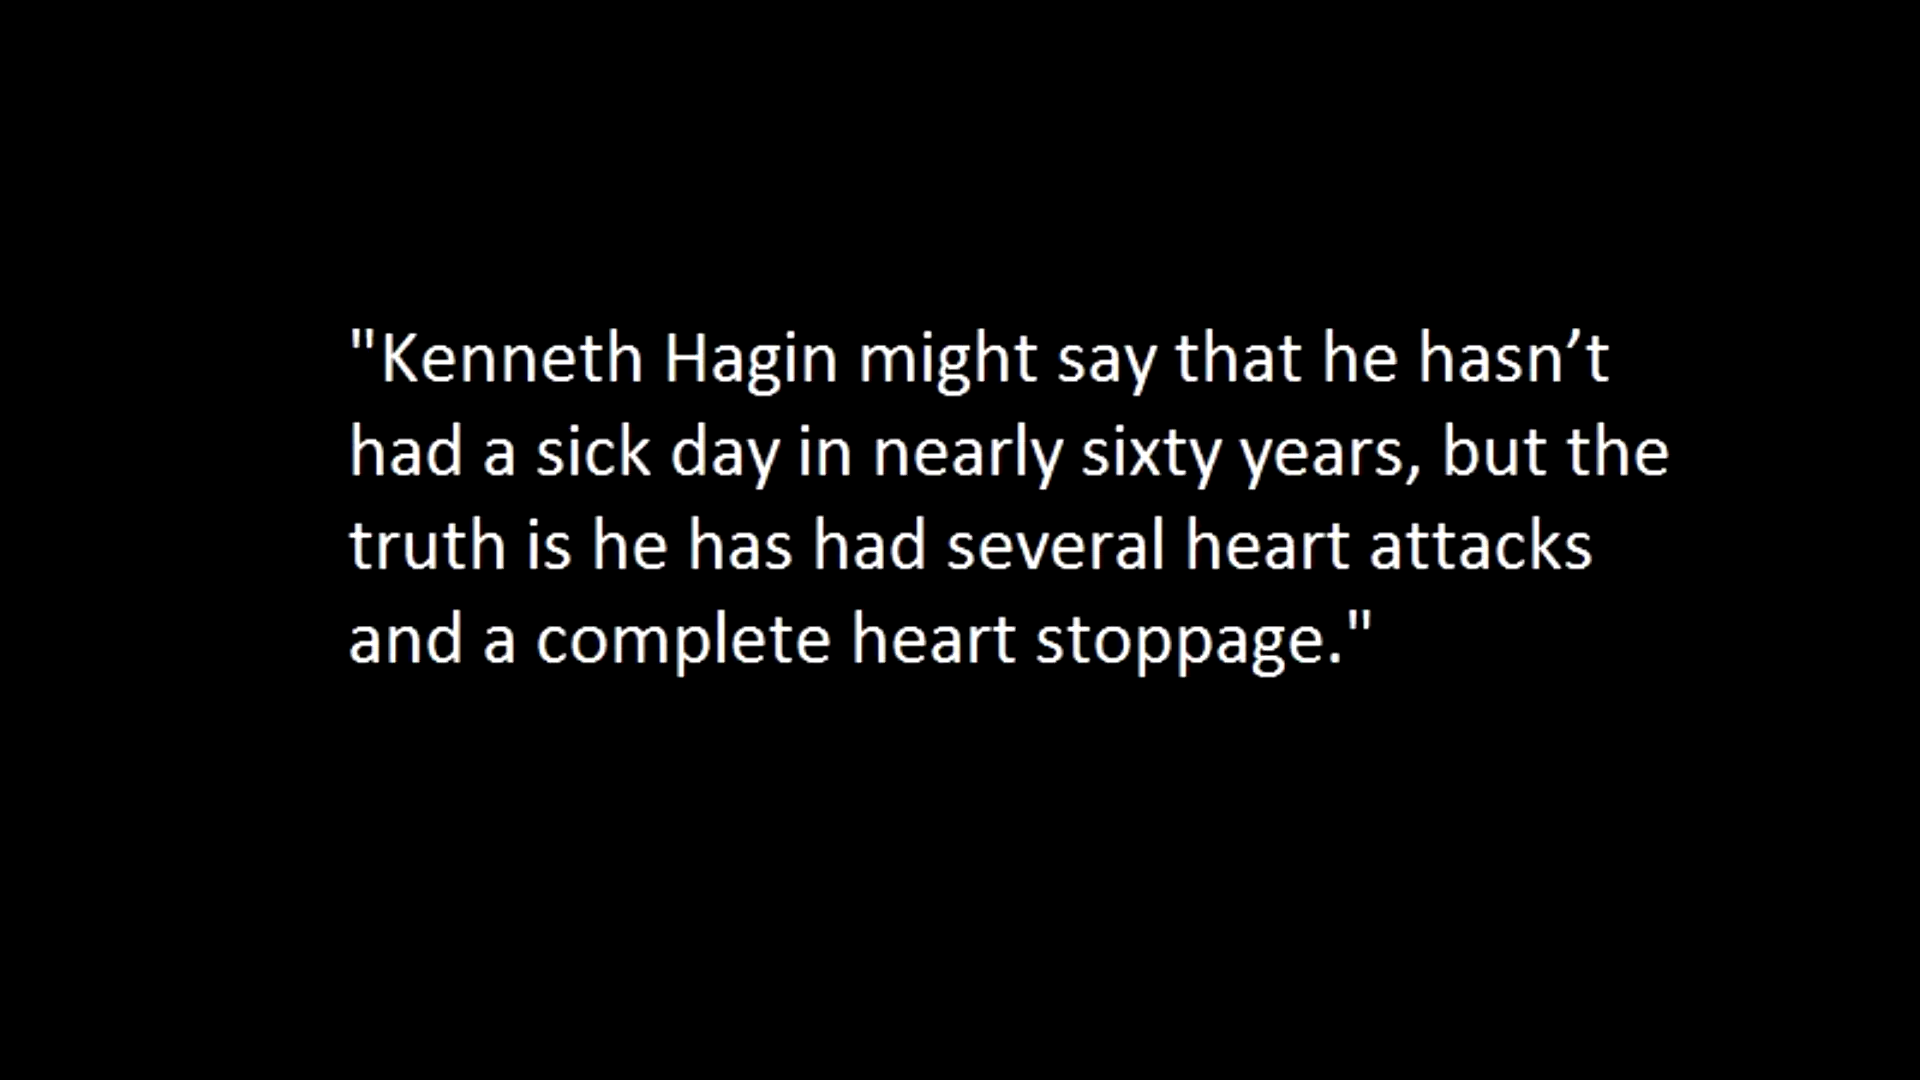 "Kenneth Hagin might say that he hasn’t
had a sick day in nearly sixty years, but the
truth is he has had several heart attacks
and a complete heart stoppage."